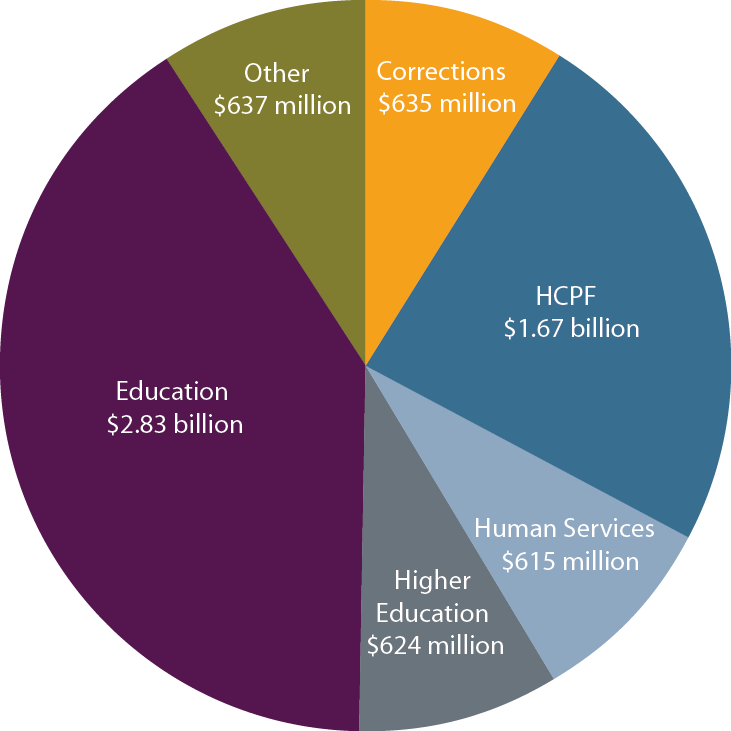 Other
$637 million
Corrections
$635 million
HCPF
$1.67 billion
Education
$2.83 billion
Human Services
$615 million
Higher
Education
$624 million